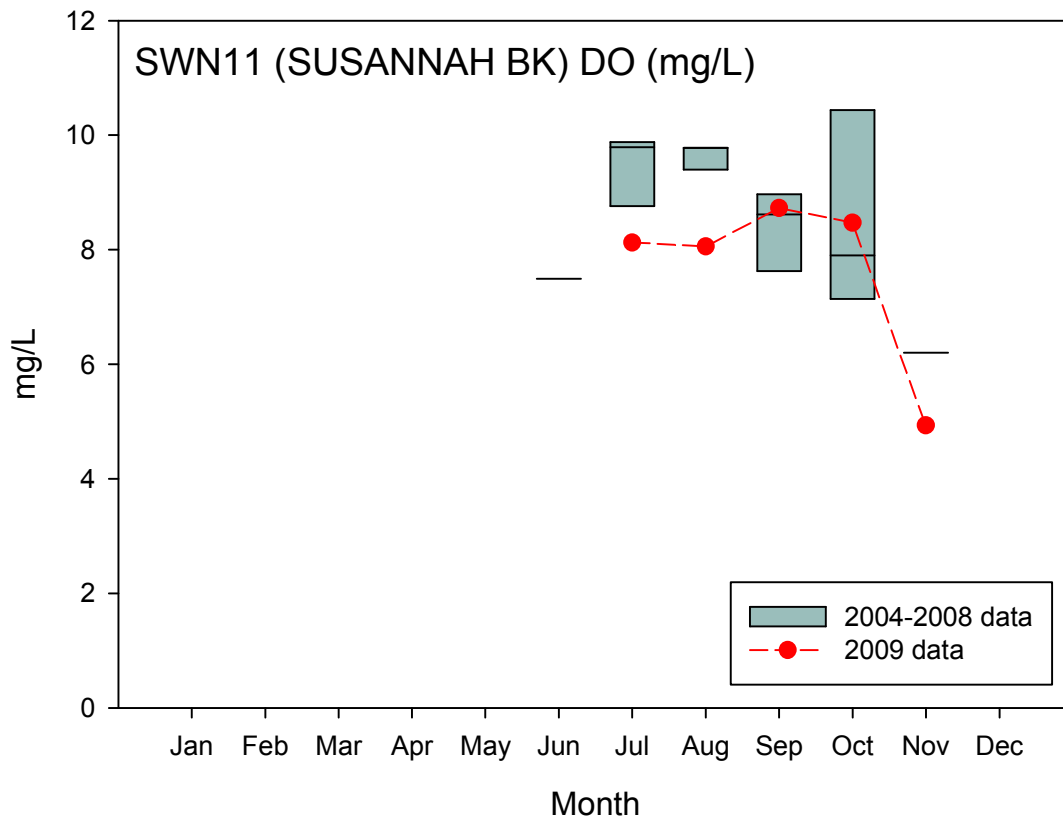 SWN11 (SUSANNAH BK) DO (mg/L)
12
10
8
6
4
2
0
mg/L
2004-2008 data
2009 data
Jan Feb Mar Apr May Jun Jul Aug Sep Oct Nov Dec
Month